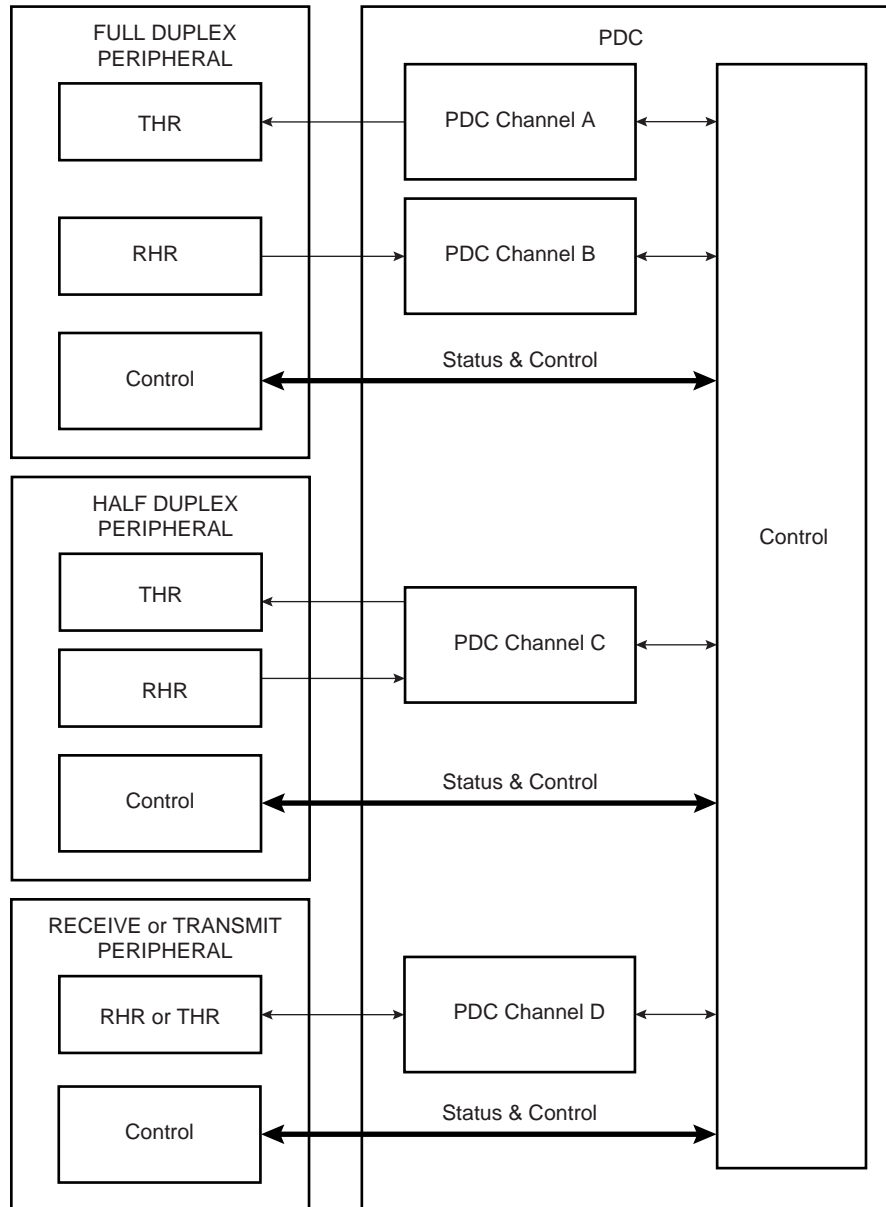 FULL DUPLEX
PERIPHERAL
THR
RHR
Control
PDC
PDC Channel A
PDC Channel B
Status & Control
HALF DUPLEX
PERIPHERAL
THR
RHR
Control
PDC Channel C
Status & Control
Control
RECEIVE or TRANSMIT
PERIPHERAL
RHR or THR
Control
PDC Channel D
Status & Control